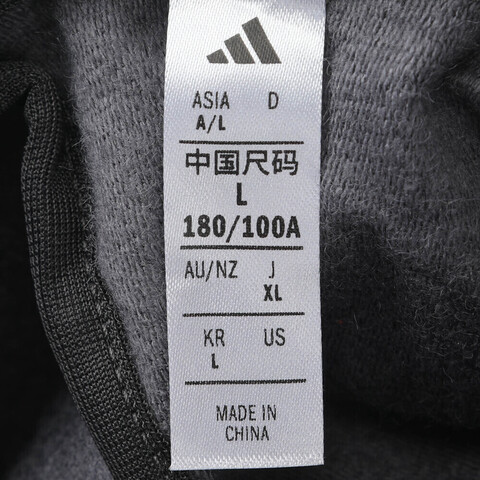 ASIA D
A/L
中国尺码
L
180/100A
AU/NZ J
XL
KR US
L
MADE IN
CHINA